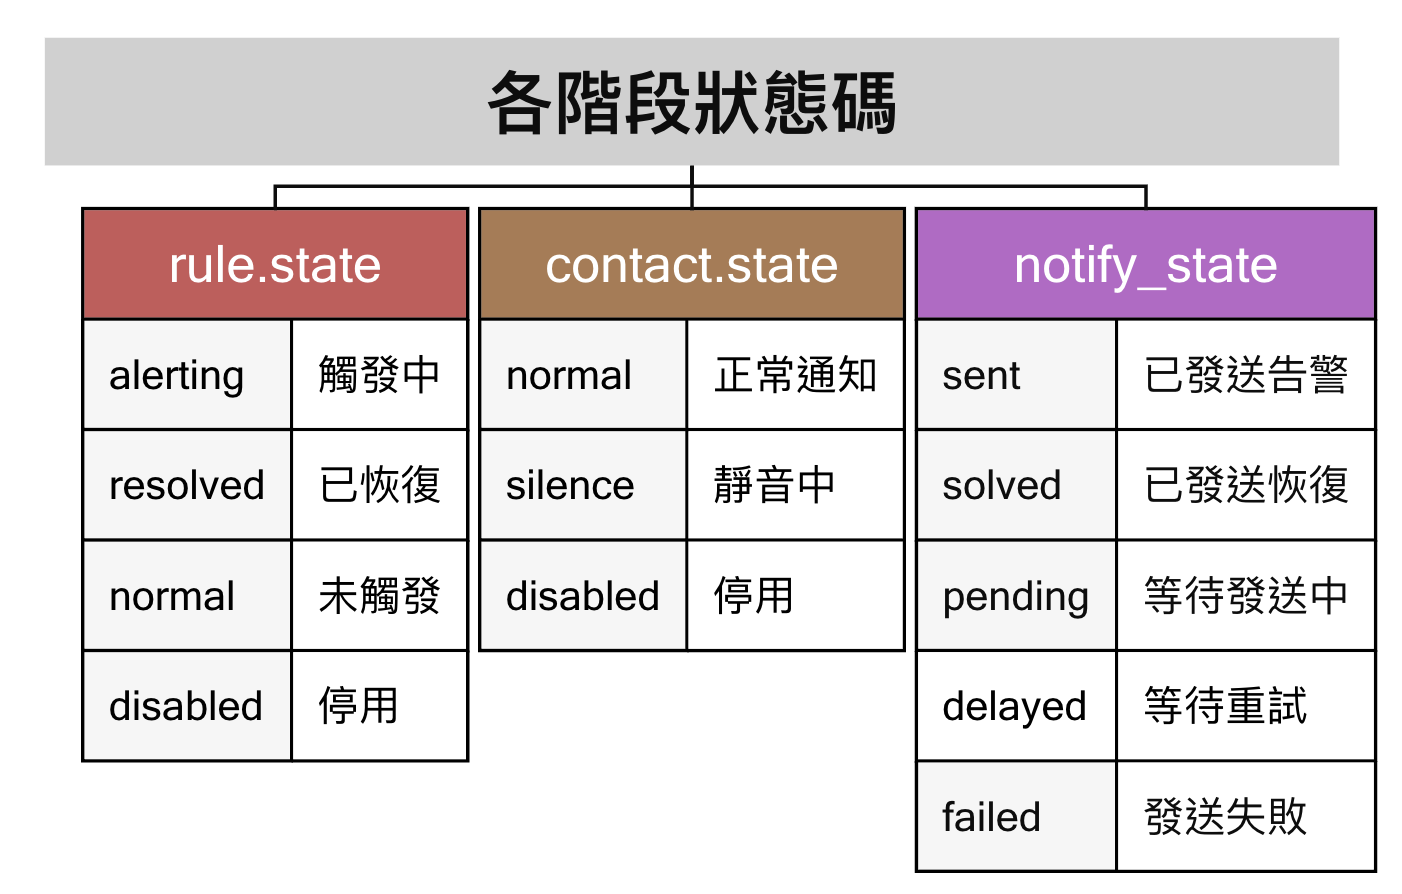 各階段狀態碼
rule.state
alerting 觸發中
resolved 已恢復
normal 未觸發
disabled 停用
contact.state
normal 正常通知
silence 靜音中
disabled 停用
notify_state
sent 已發送告警
solved 已發送恢復
pending 等待發送中
delayed 等待重試
failed 發送失敗